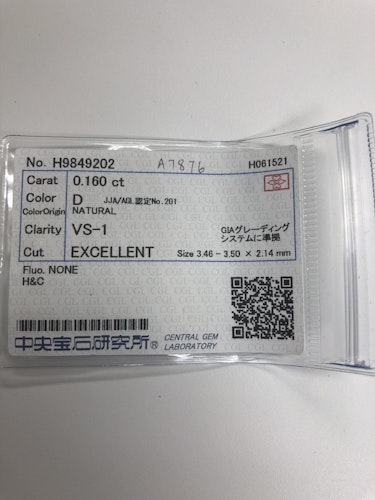 No. H9849202 A7876 H061521
Carat 0.160 ct
Color D JJA/AGL認定No.201
ColorOrigin NATURAL
Clarity VS-1 GIAグレーディング
システムに準拠
Cut EXCELLENT Size 3.46 - 3.50 × 2.14 mm
Fluo. NONE
H&C
中央宝石研究所® CENTRAL GEM
LABORATORY